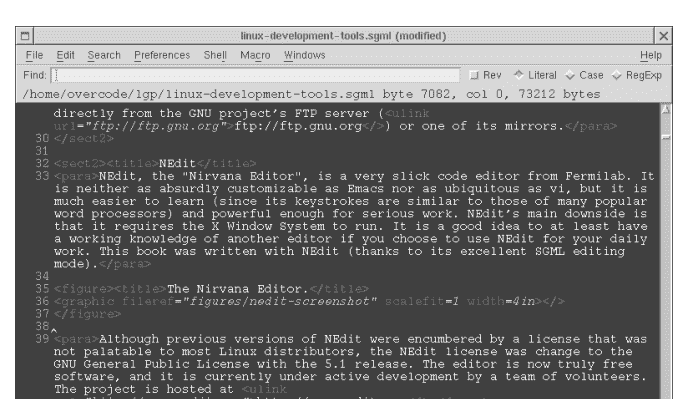 linux-development-tools.sgml (modified)
File Edit Search Preferences Shell Macro Windows Help
Find: Rev Literal Case RegExp
/home/overcode/lgp/linux-development-tools.sgml byte 7082, col 0, 73212 bytes
directly from the GNU project's FTP server (<ulink
url="ftp://ftp.gnu.org">ftp://ftp.gnu.org</>) or one of its mirrors.</para>
30 </sect2>
31
32 <sect2><title>NEdit</title>
33 <para>NEdit, the "Nirvana Editor", is a very slick code editor from Fermilab. It
is neither as absurdly customizable as Emacs nor as ubiquitous as vi, but it is
much easier to learn (since its keystrokes are similar to those of many popular
word processors) and powerful enough for serious work. NEdit's main downside is
that it requires the X Window System to run. It is a good idea to at least have
a working knowledge of another editor if you choose to use NEdit for your daily
work. This book was written with NEdit (thanks to its excellent SGML editing
mode).</para>
34
35 <figure><title>The Nirvana Editor.</title>
36 <graphic fileref="figures/nedit-screenshot" scalefit=1 width=4in></>
37 </figure>
38
39 <para>Although previous versions of NEdit were encumbered by a license that was
not palatable to most Linux distributors, the NEdit license was change to the
GNU General Public License with the 5.1 release. The editor is now truly free
software, and it is currently under active development by a team of volunteers.
The project is hosted at <ulink